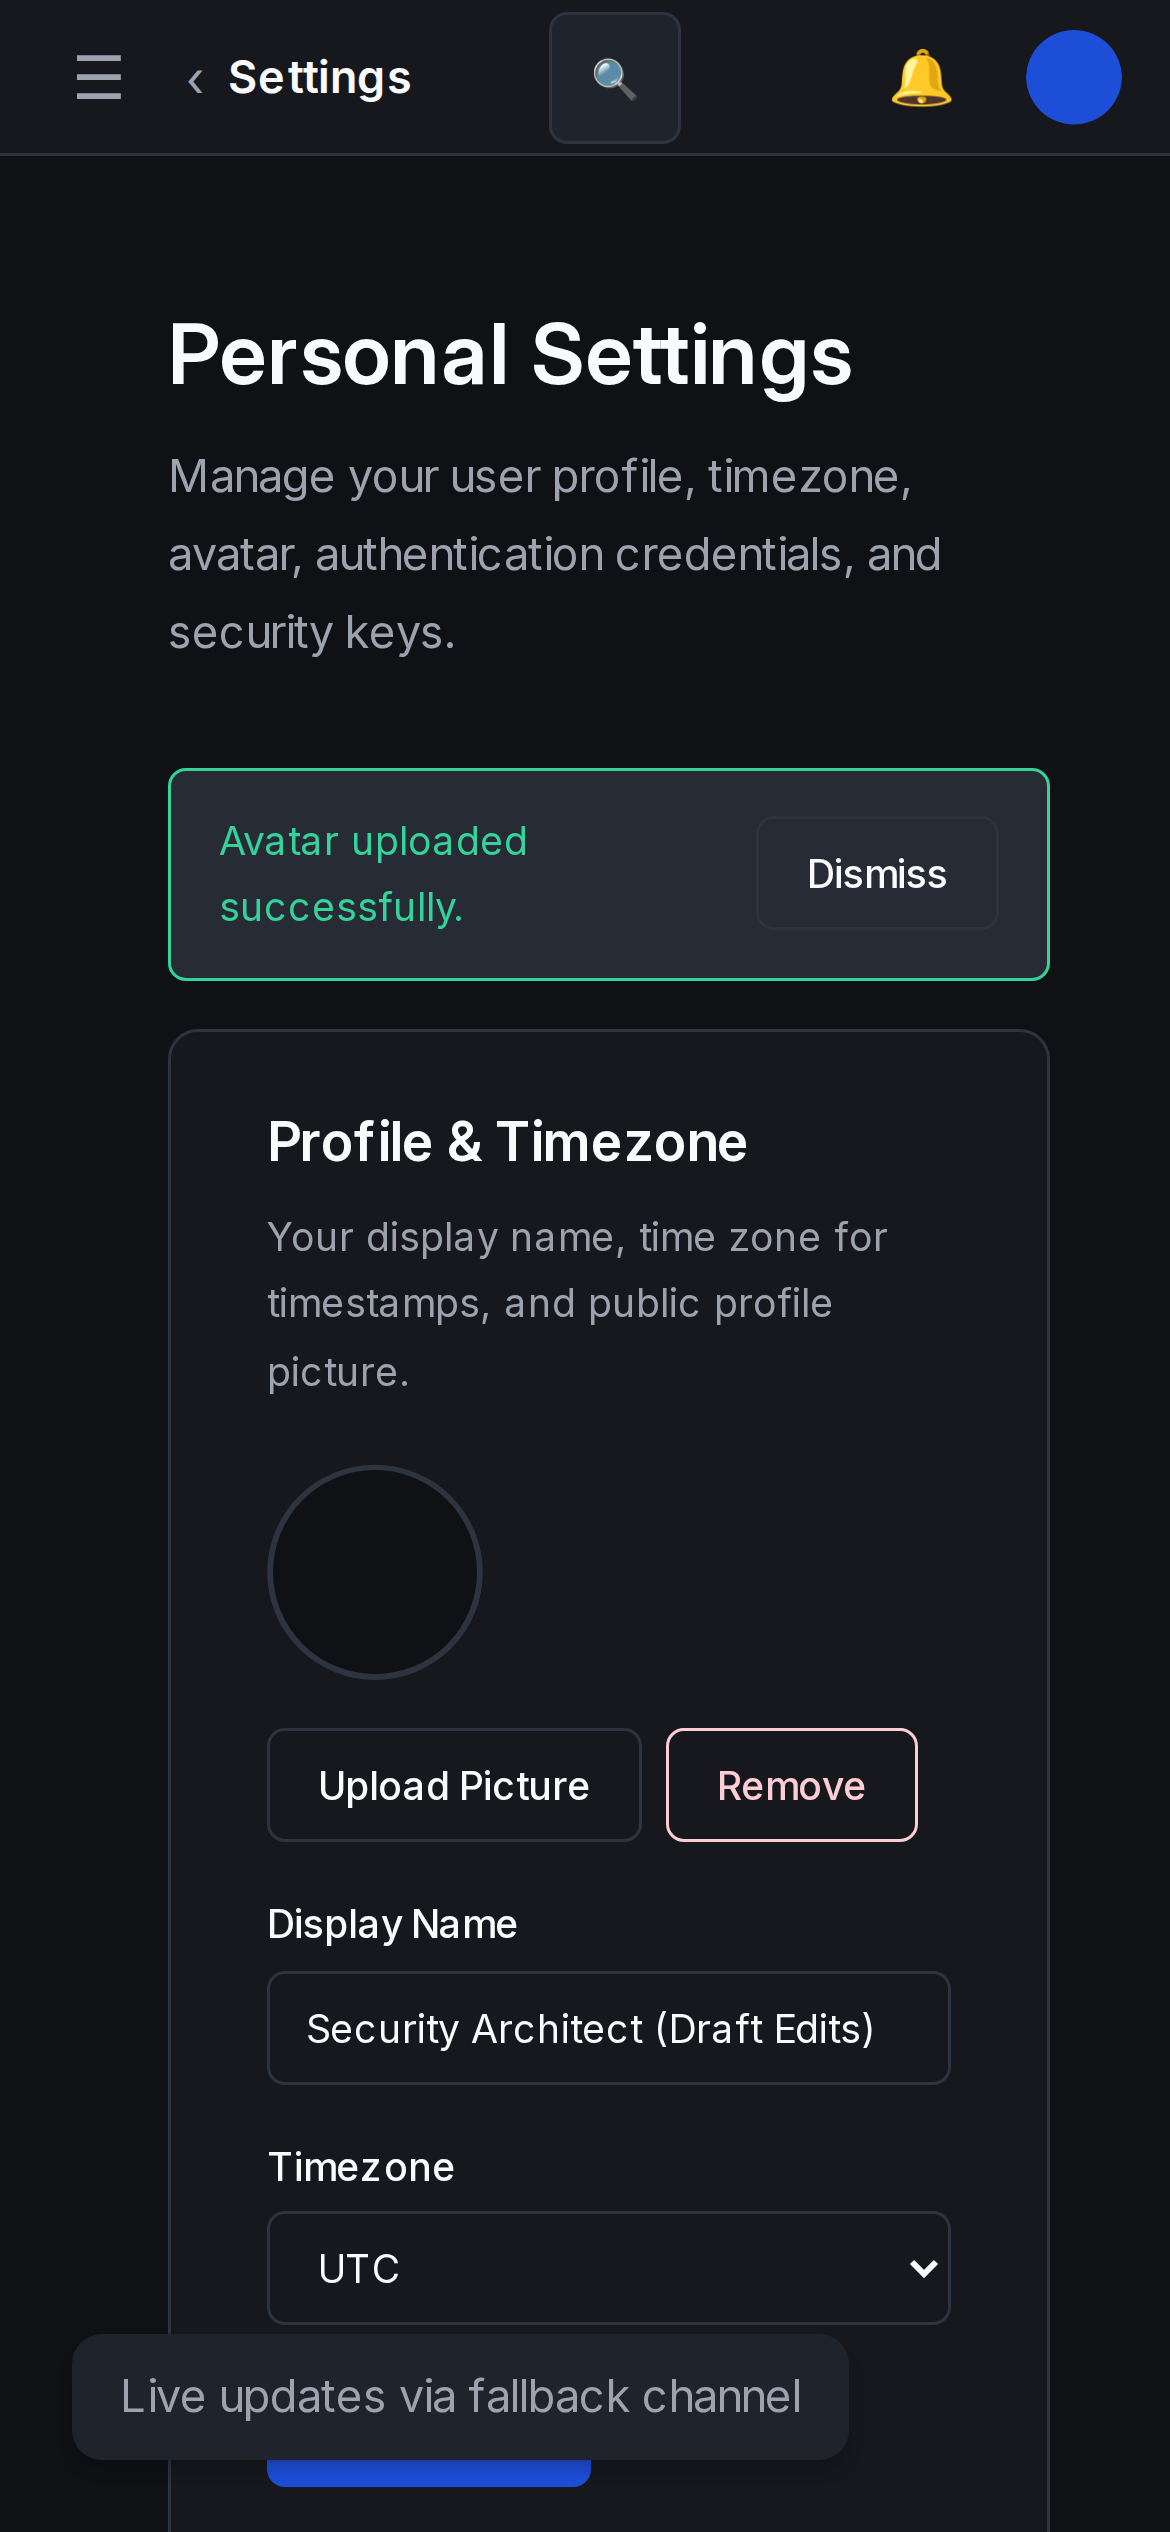 Settings
Personal Settings
Manage your user profile, timezone,
avatar, authentication credentials, and
security keys.
Avatar uploaded
successfully.
Dismiss
Profile & Timezone
Your display name, time zone for
timestamps, and public profile
picture.
Upload Picture
Remove
Display Name
Security Architect (Draft Edits)
Timezone
UTC
Live updates via fallback channel